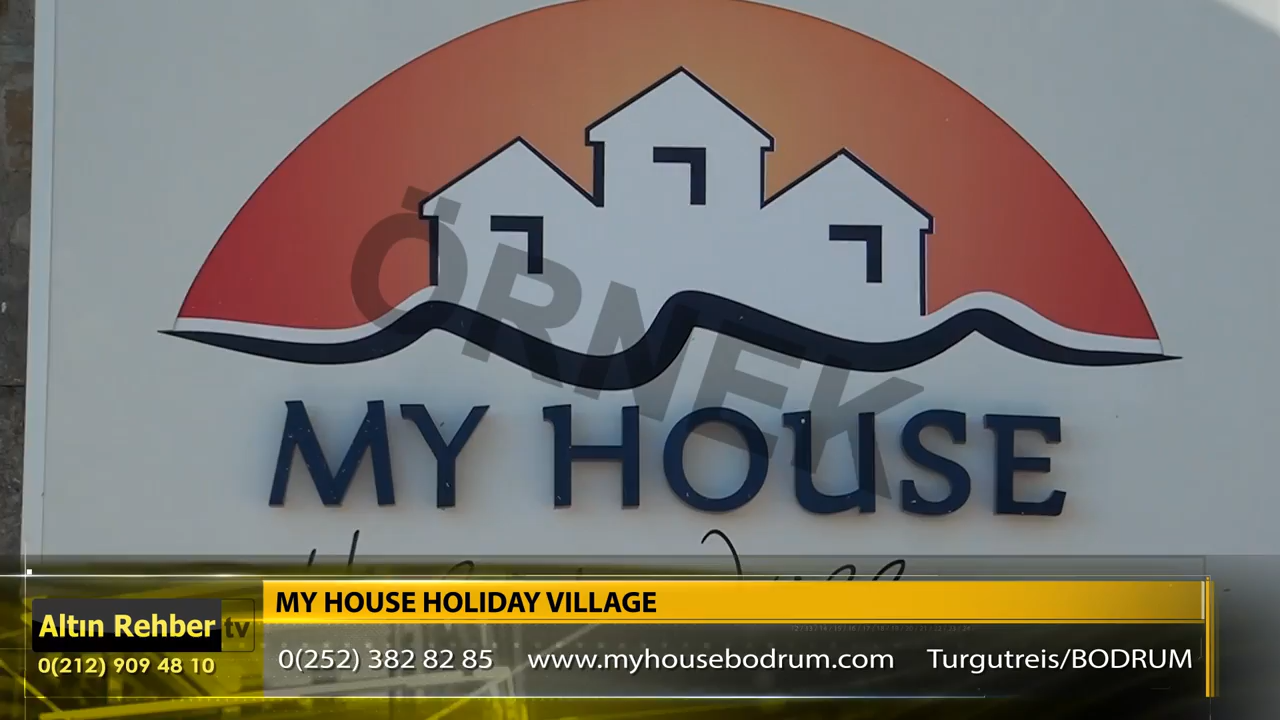 ÖRNEK
MY HOUSE
MY HOUSE HOLIDAY VILLAGE
Altın Rehber tv
0(212) 909 48 10
0(252) 382 82 85 www.myhousebodrum.com Turgutreis/BODRUM